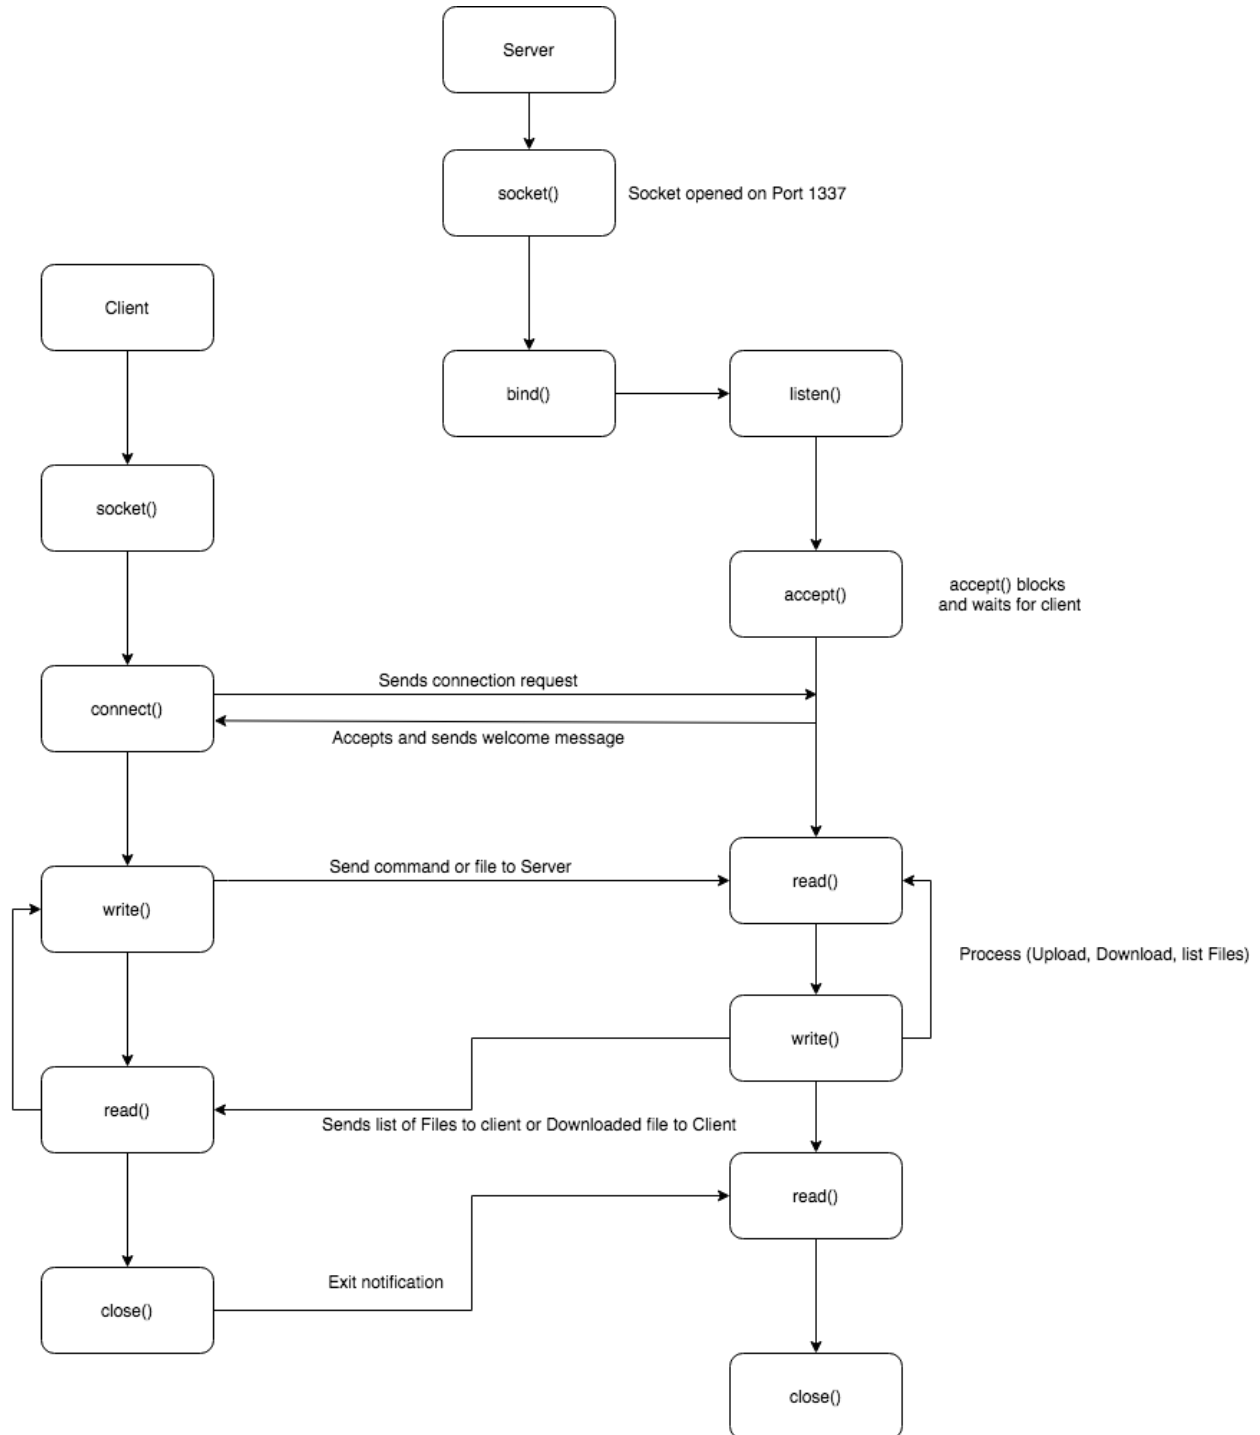 Server
socket()
Socket opened on Port 1337
Client
bind()
listen()
socket()
accept()
accept() blocks
and waits for client
Sends connection request
connect()
Accepts and sends welcome message
Send command or file to Server
read()
write()
Process (Upload, Download, list Files)
write()
read()
Sends list of Files to client or Downloaded file to Client
read()
Exit notification
close()
close()